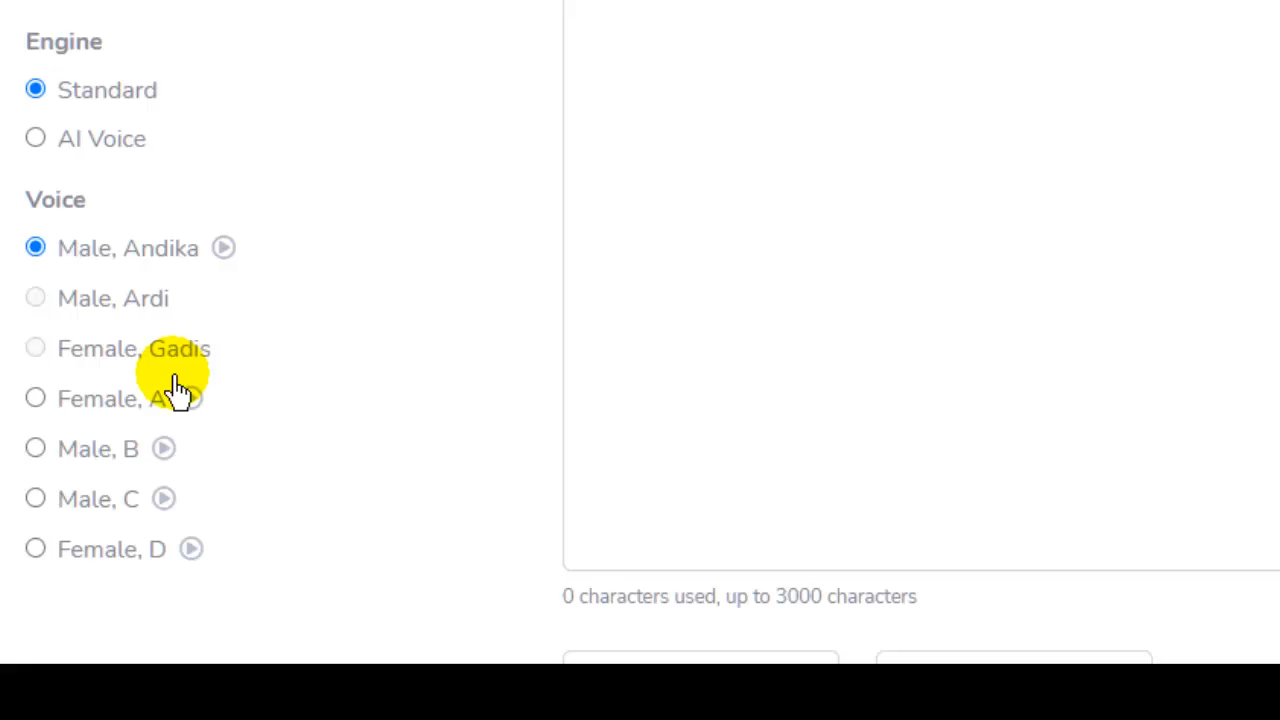 Engine
Standard
AI Voice
Voice
Male, Andika
Male, Ardi
Female, Gadis
Female, A
Male, B
Male, C
Female, D
0 characters used, up to 3000 characters